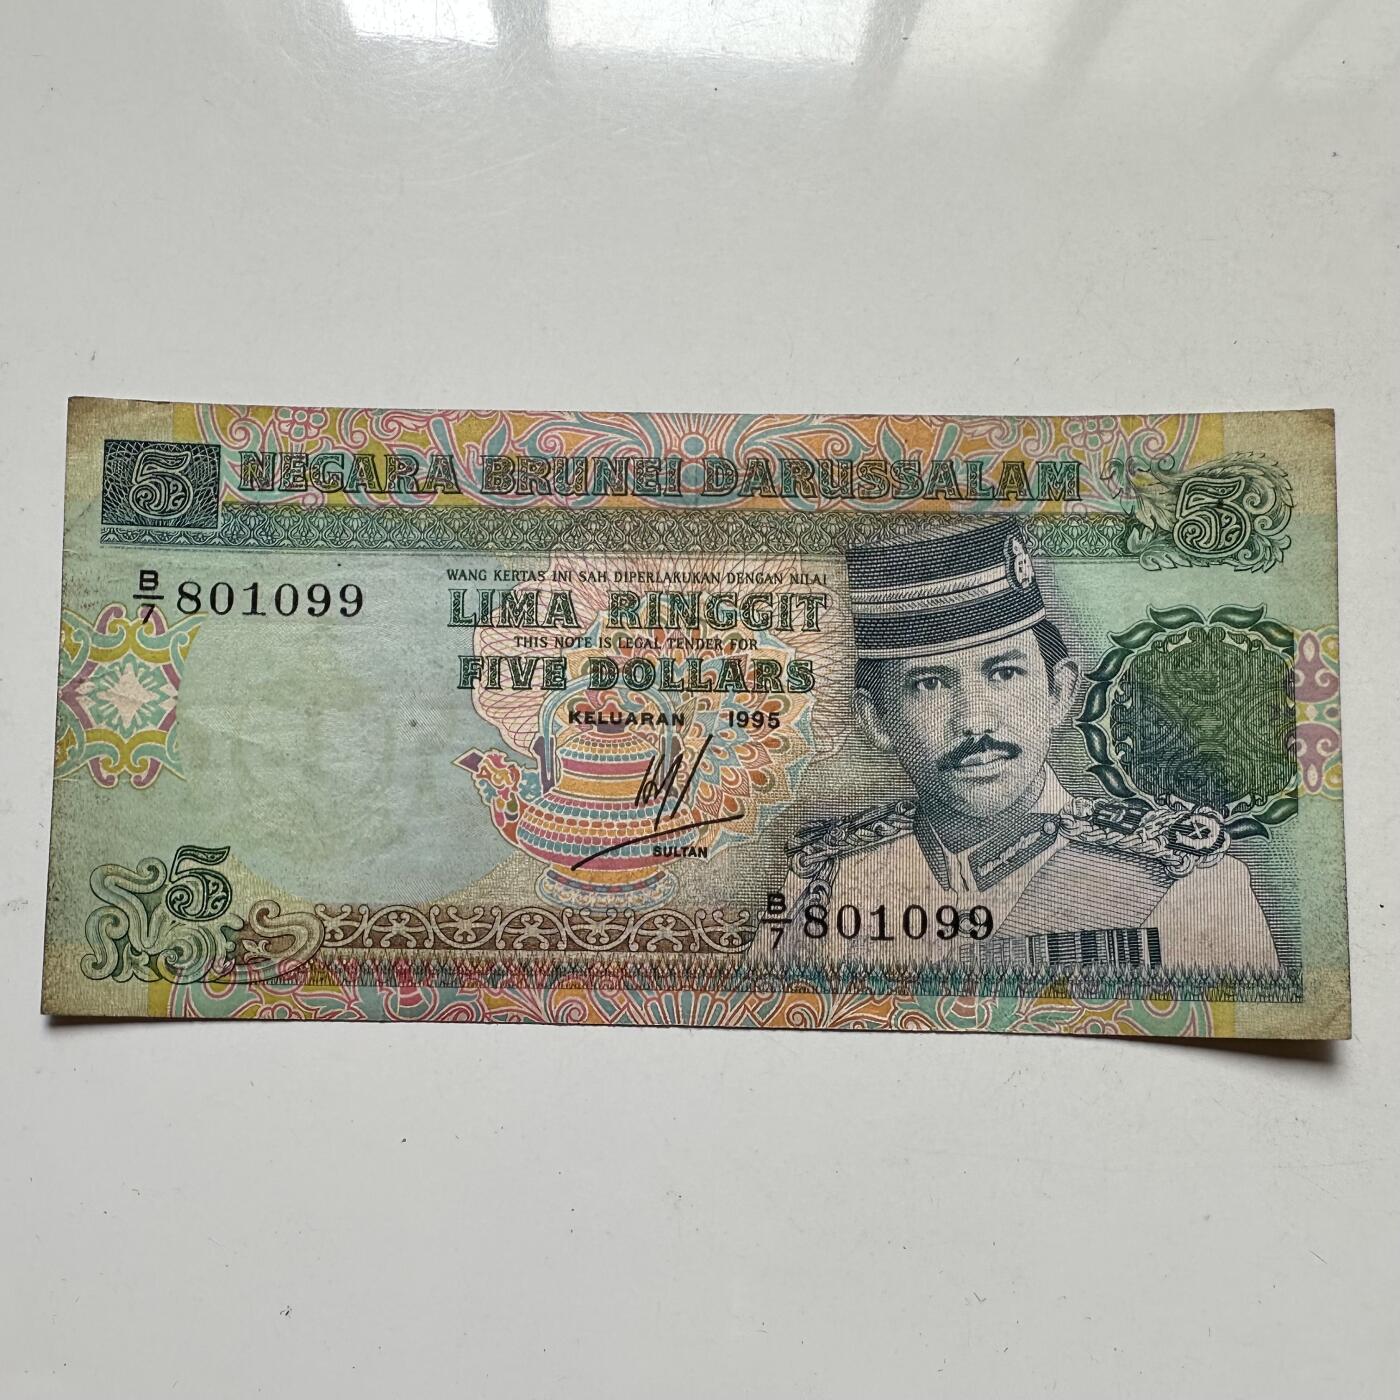 5 NEGARA BRUNEI DARUSSALAM 5
B/7 801099
WANG KERTAS INI SAH DIPERLAKUKAN DENGAN NILAI
LIMA RINGGIT
THIS NOTE IS LEGAL TENDER FOR
FIVE DOLLARS
KELUARAN 1995
SULTAN
5
B/7 801099